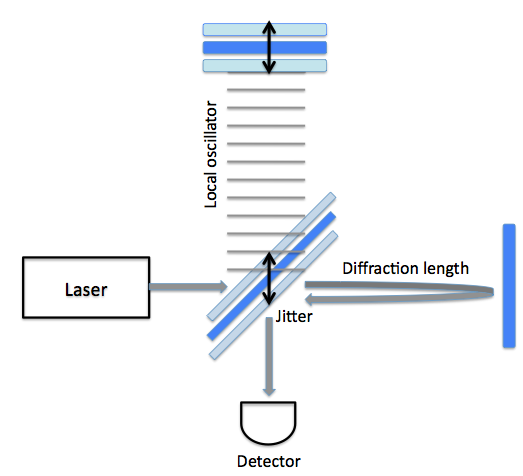 Local oscillator
Diffraction length
Laser
Jitter
Detector